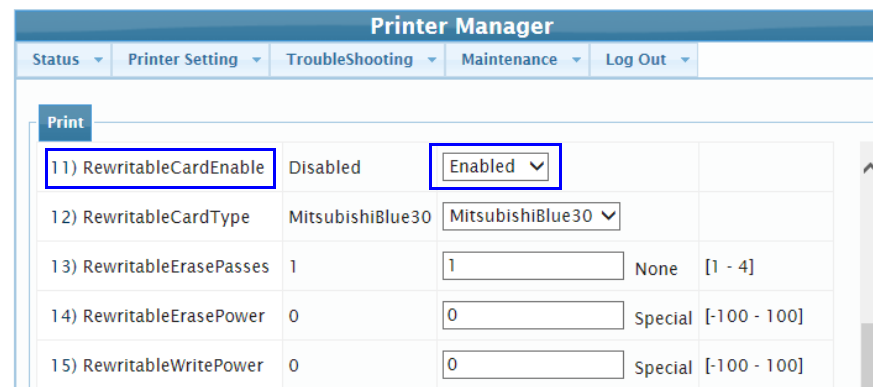 Printer Manager
Status Printer Setting TroubleShooting Maintenance Log Out
Print
11) RewritableCardEnable Disabled Enabled
12) RewritableCardType MitsubishiBlue30 MitsubishiBlue30
13) RewritableErasePasses 1 1 None [1 - 4]
14) RewritableErasePower 0 0 Special [-100 - 100]
15) RewritableWritePower 0 0 Special [-100 - 100]